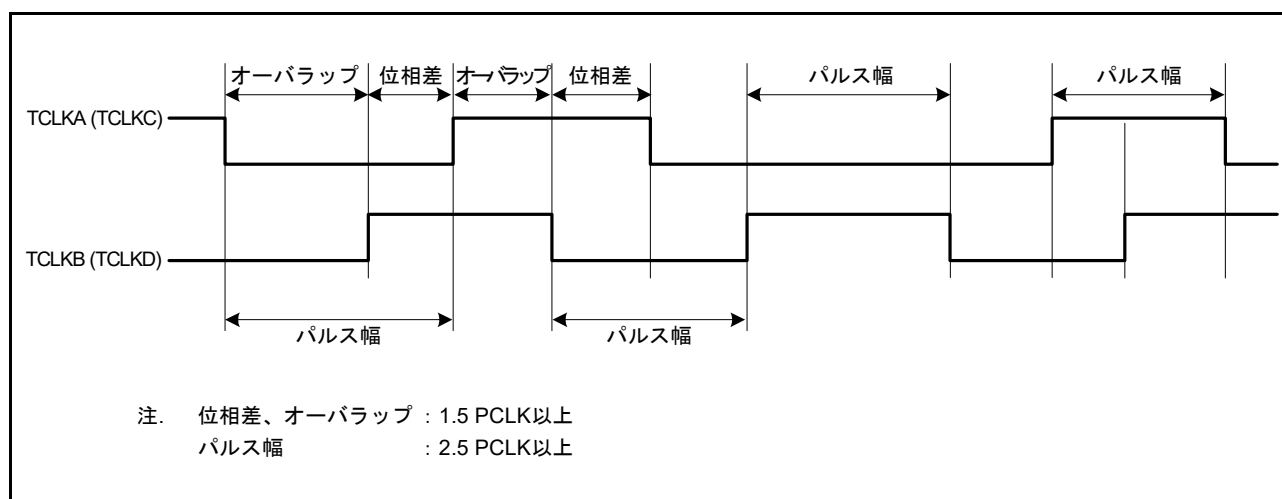 オーバラップ 位相差 オーバラップ 位相差 パルス幅 パルス幅
TCLKA (TCLKC)
TCLKB (TCLKD)
パルス幅 パルス幅
注. 位相差、オーバラップ : 1.5 PCLK以上
パルス幅 : 2.5 PCLK以上